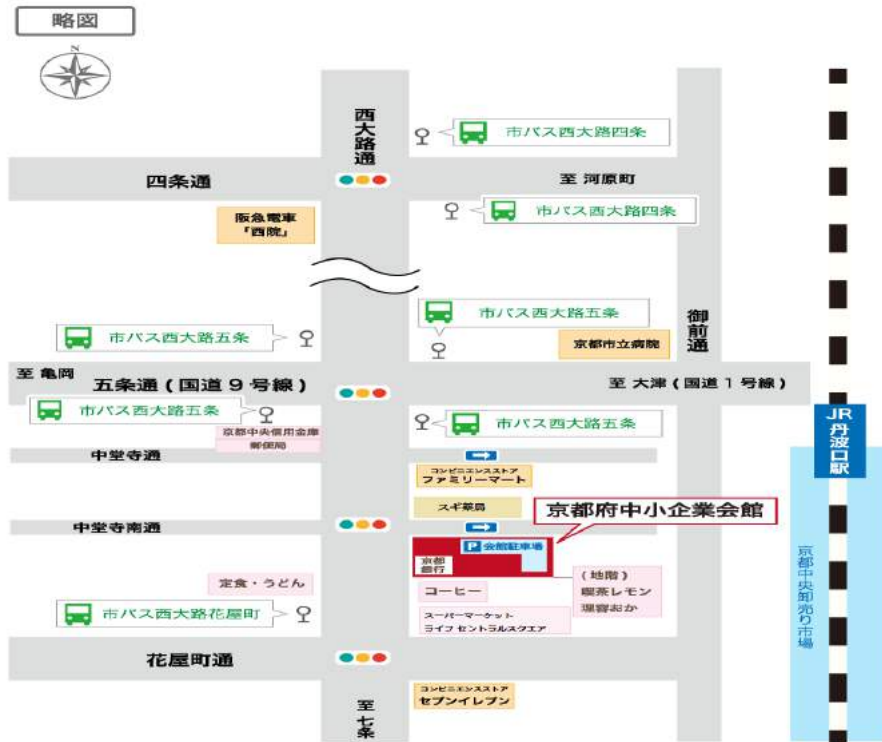 略図
N
西大路通
市バス西大路四条
四条通
至 河原町
阪急電車
「西院」
市バス西大路四条
市バス西大路五条
市バス西大路五条
御前通
京都市立病院
至 亀岡
五条通(国道9号線)
至 大津(国道1号線)
市バス西大路五条
市バス西大路五条
京都中央信用金庫
郵便局
JR丹波口駅
中堂寺通
コンビニエンスストア
ファミリーマート
スギ薬局
京都府中小企業会館
中堂寺南通
P 会館駐車場
京都
銀行
(地階)
喫茶レモン
理容おか
定食・うどん
コーヒー
市バス西大路花屋町
スーパーマーケット
ライフ セントラルスクエア
京都中央卸売り市場
花屋町通
コンビニエンスストア
セブンイレブン
至 七条